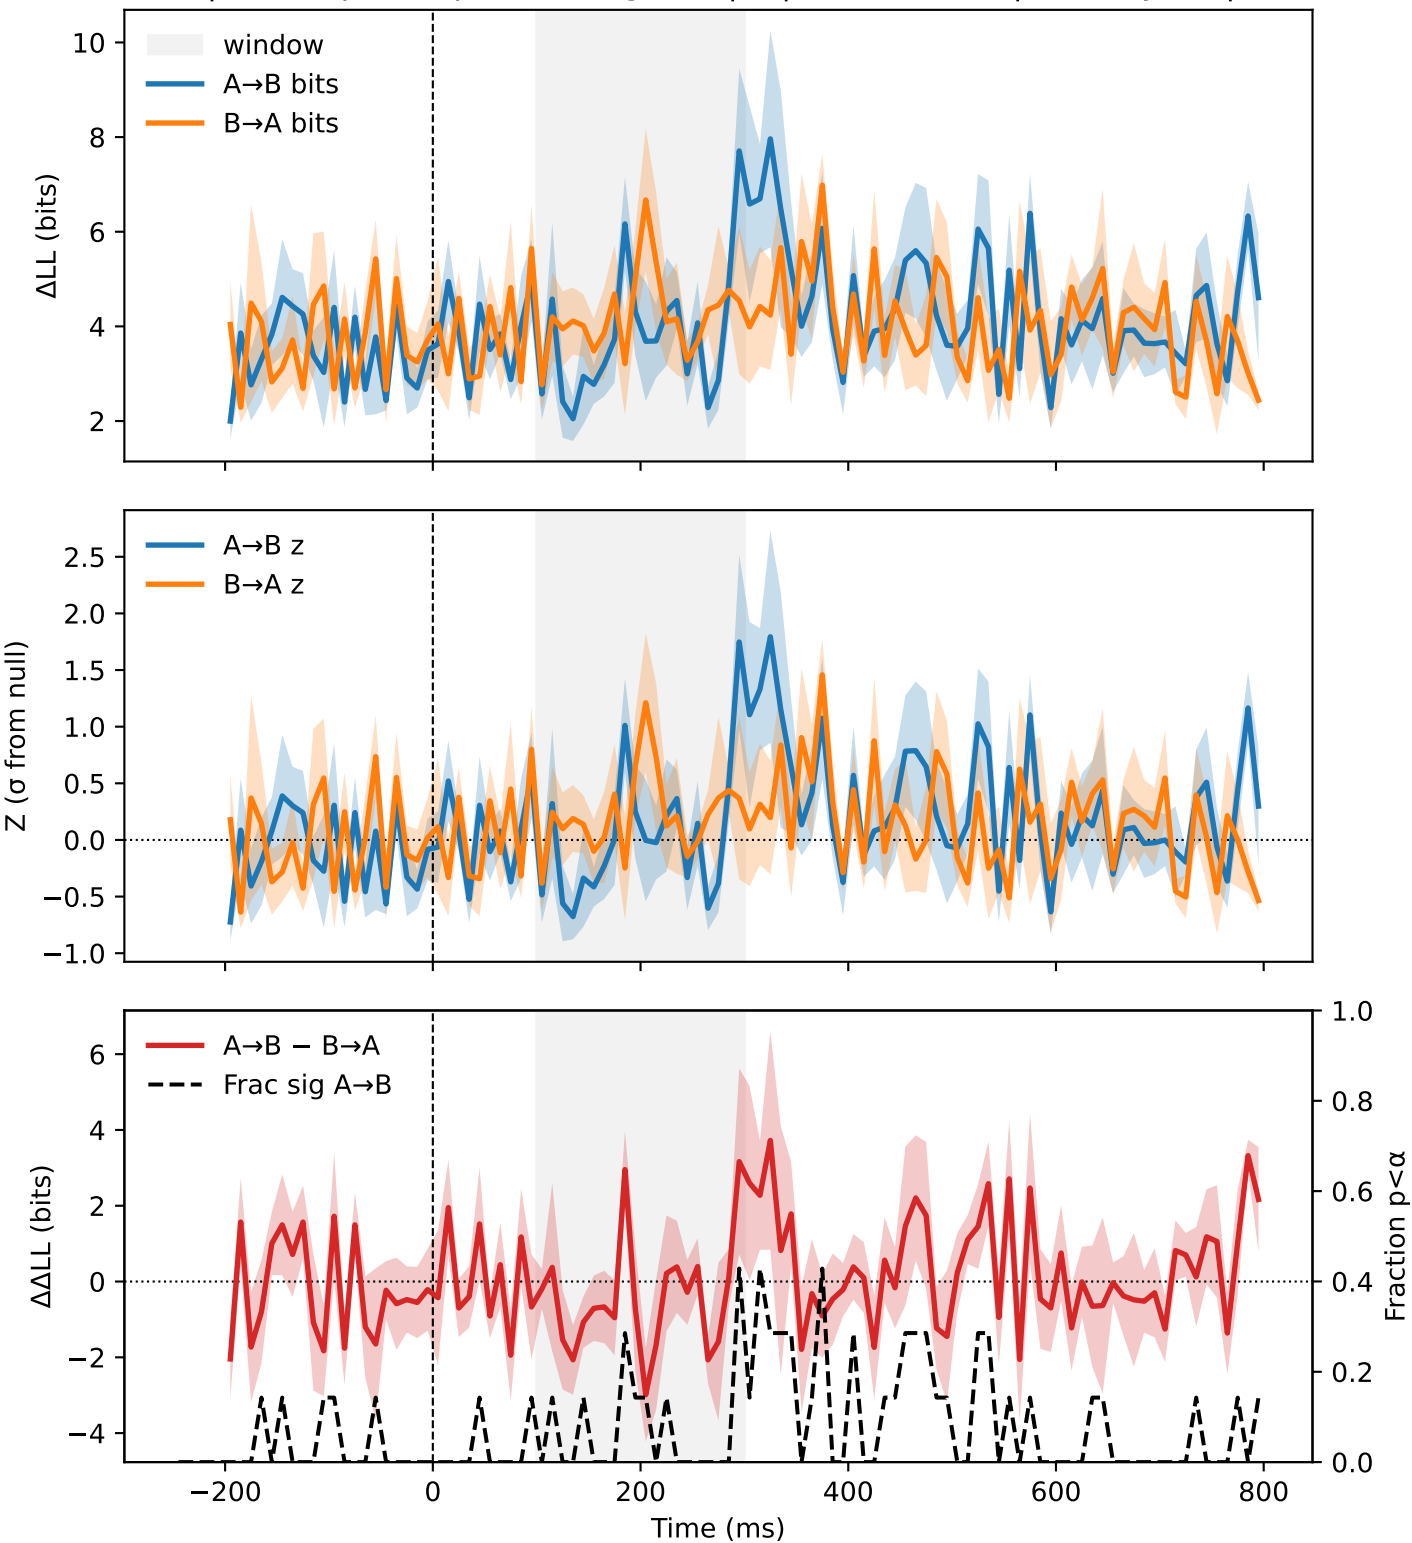 window
A→B bits
B→A bits
10
8
6
4
2
ΔLL (bits)
A→B z
B→A z
2.5
2.0
1.5
1.0
0.5
0.0
−0.5
−1.0
Z (σ from null)
A→B − B→A
Frac sig A→B
6
4
2
0
−2
−4
ΔΔLL (bits)
1.0
0.8
0.6
0.4
0.2
0.0
Fraction p<α
−200 0 200 400 600 800
Time (ms)